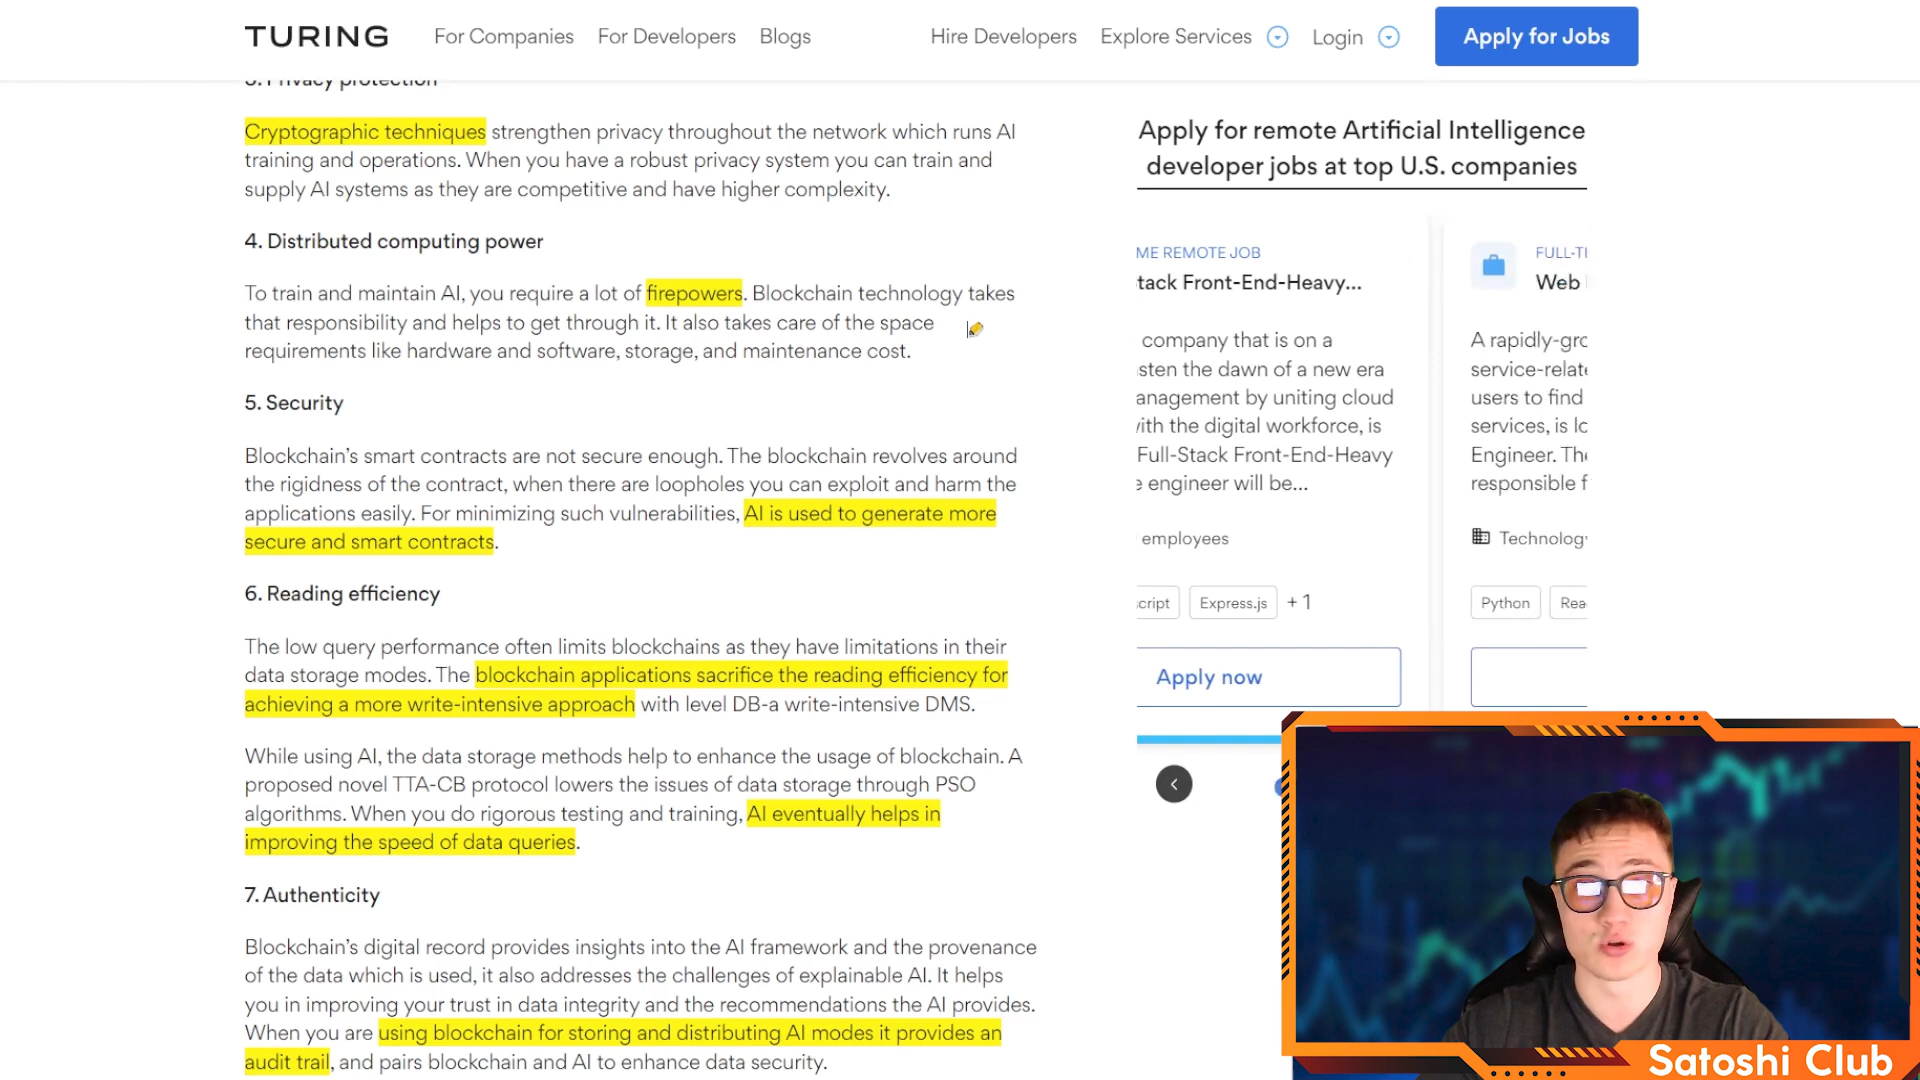 TURING
For Companies
For Developers
Blogs
Hire Developers
Explore Services
Login
Apply for Jobs
3. Privacy protection
Cryptographic techniques strengthen privacy throughout the network which runs AI
training and operations. When you have a robust privacy system you can train and
supply AI systems as they are competitive and have higher complexity.
4. Distributed computing power
To train and maintain AI, you require a lot of firepowers. Blockchain technology takes
that responsibility and helps to get through it. It also takes care of the space
requirements like hardware and software, storage, and maintenance cost.
5. Security
Blockchain's smart contracts are not secure enough. The blockchain revolves around
the rigidness of the contract, when there are loopholes you can exploit and harm the
applications easily. For minimizing such vulnerabilities, AI is used to generate more
secure and smart contracts.
6. Reading efficiency
The low query performance often limits blockchains as they have limitations in their
data storage modes. The blockchain applications sacrifice the reading efficiency for
achieving a more write-intensive approach with level DB-a write-intensive DMS.
While using AI, the data storage methods help to enhance the usage of blockchain. A
proposed novel TTA-CB protocol lowers the issues of data storage through PSO
algorithms. When you do rigorous testing and training, AI eventually helps in
improving the speed of data queries.
7. Authenticity
Blockchain's digital record provides insights into the AI framework and the provenance
of the data which is used, it also addresses the challenges of explainable AI. It helps
you in improving your trust in data integrity and the recommendations the AI provides.
When you are using blockchain for storing and distributing AI modes it provides an
audit trail, and pairs blockchain and AI to enhance data security.
Apply for remote Artificial Intelligence
developer jobs at top U.S. companies
ME REMOTE JOB
tack Front-End-Heavy...
company that is on a
sten the dawn of a new era
anagement by uniting cloud
ith the digital workforce, is
Full-Stack Front-End-Heavy
e engineer will be...
employees
cript
Express.js
+ 1
Apply now
FULL-TI
Web
A rapidly-gro
service-relate
users to find
services, is lo
Engineer. The
responsible f
Technology
Python
Rea
Satoshi Club